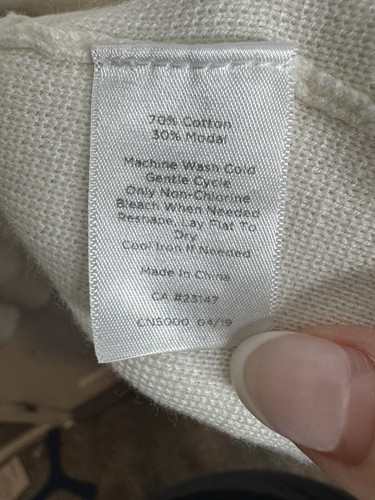 70% Cotton
30% Modal
Machine Wash Cold
Gentle Cycle
Only Non-Chlorine
Bleach When Needed
Reshape, Lay Flat To
Dry
Cool Iron If Needed
Made In China
CA #23147
CN5000 04/19